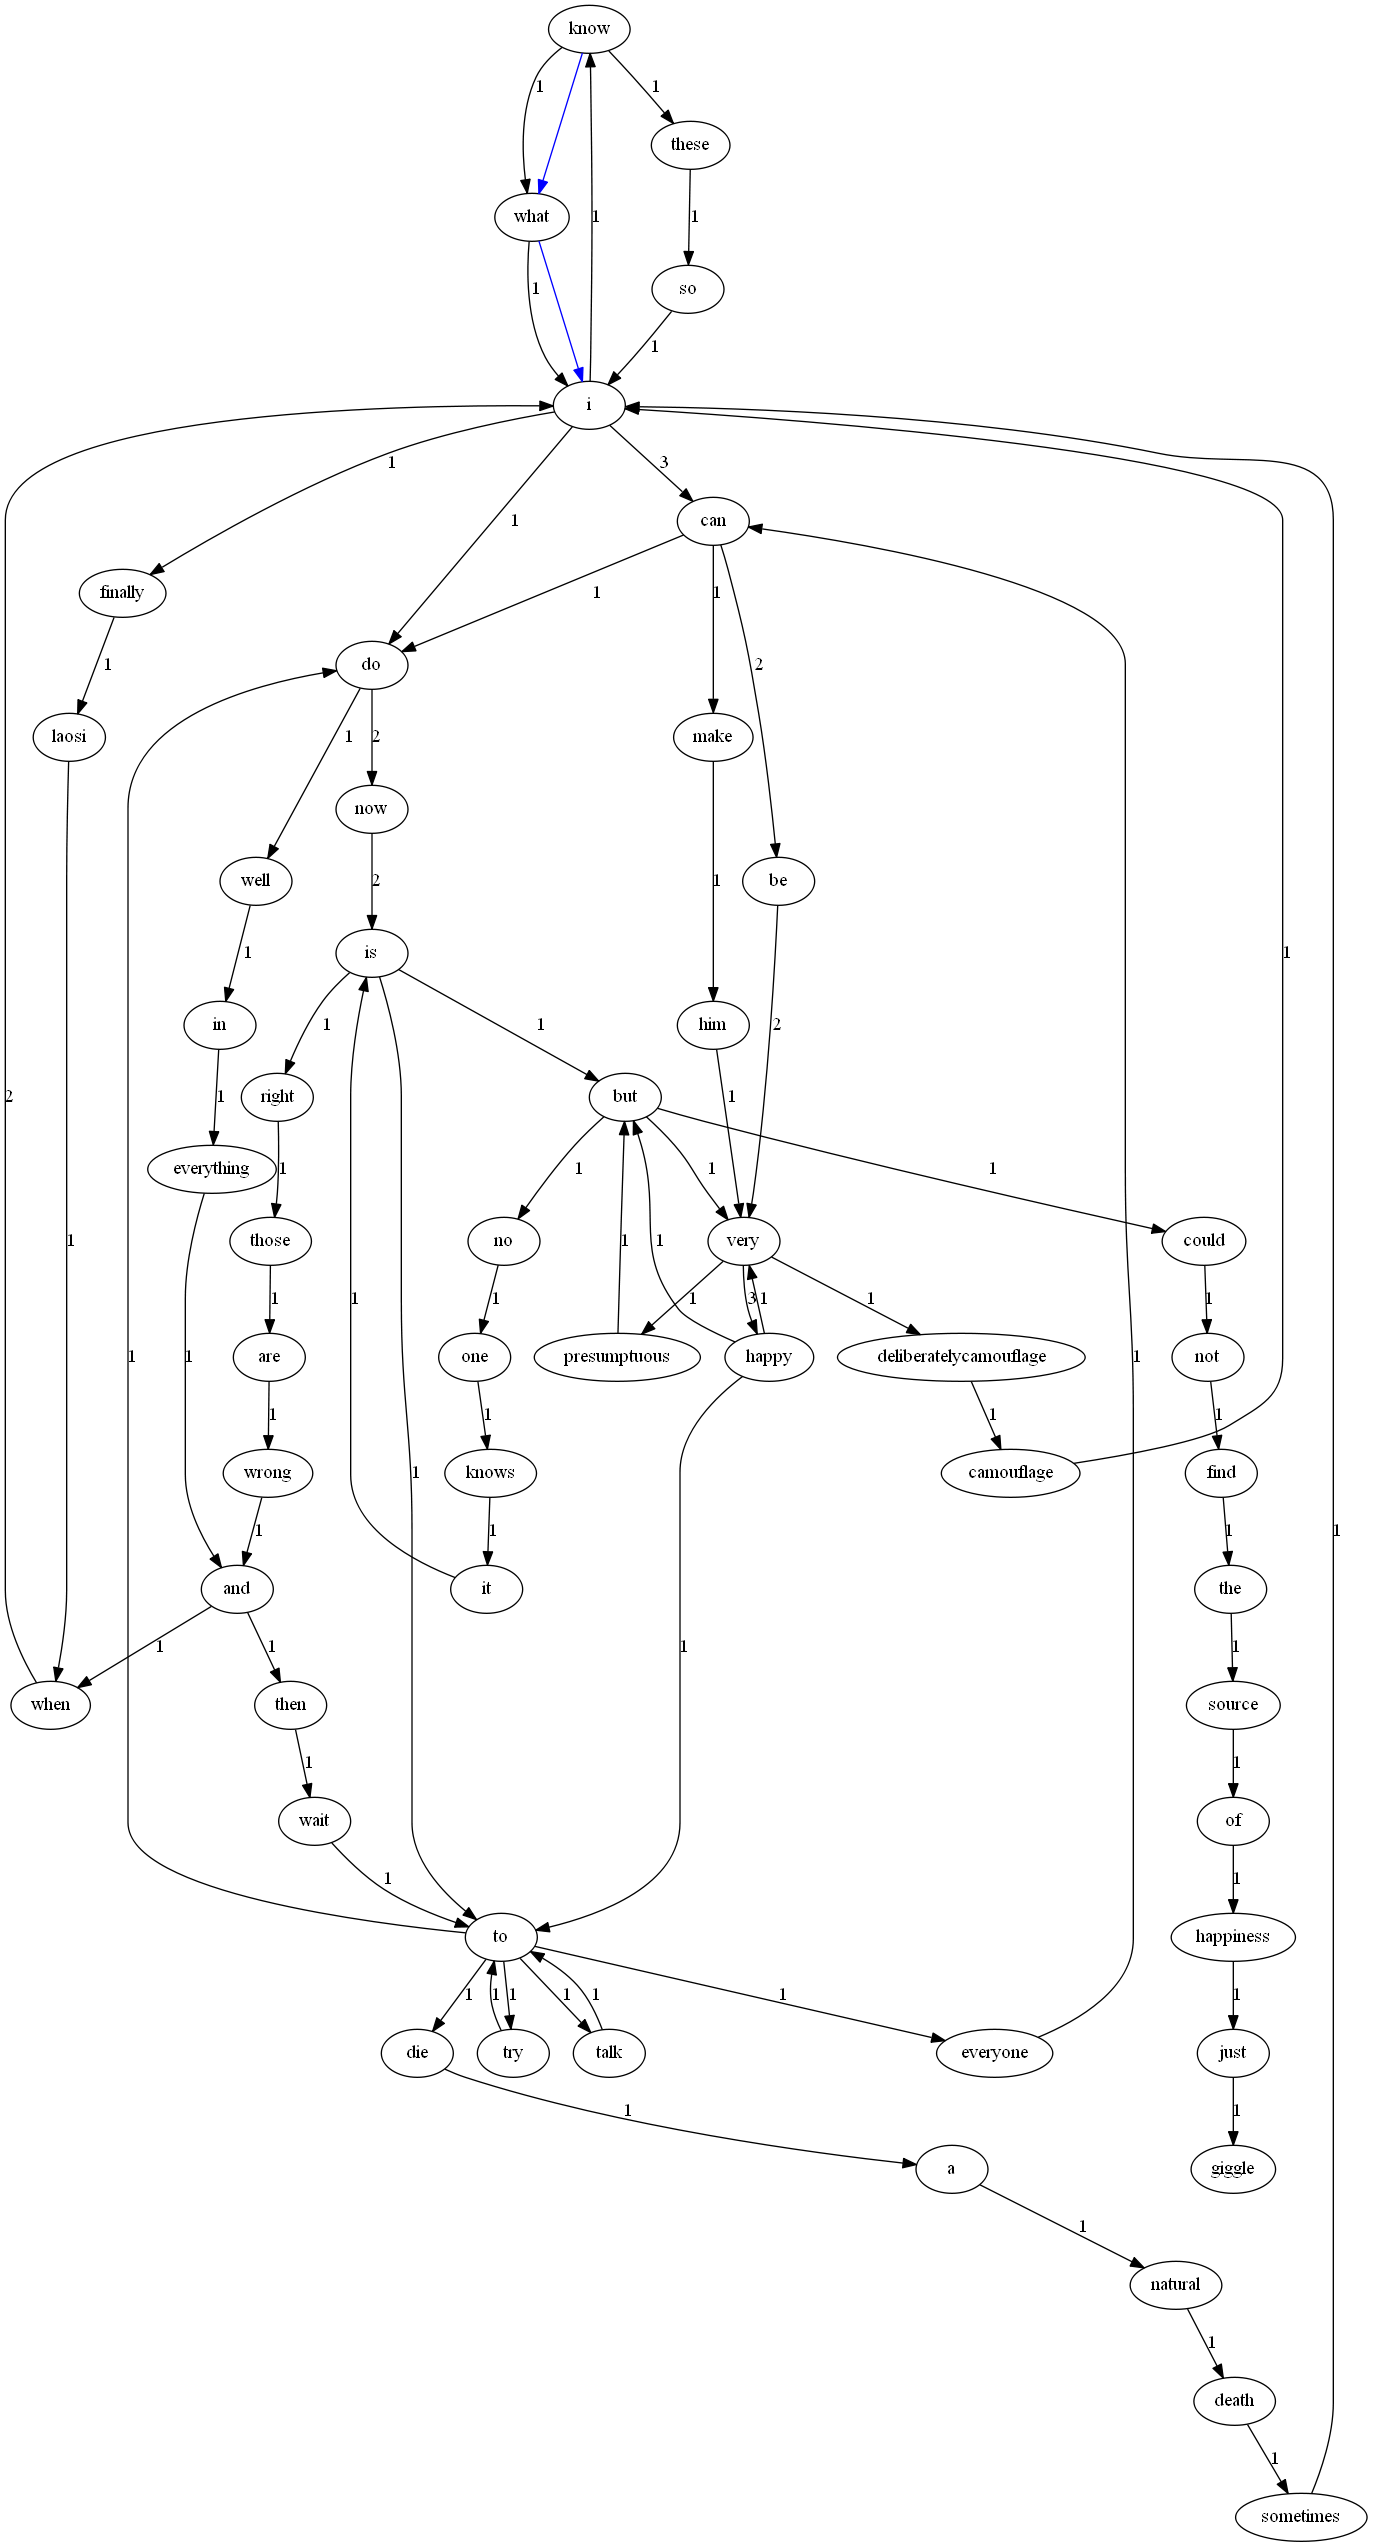 know
1
1
these
what
1
1
1
so
1
i
1
3
1
can
finally
1
1
2
do
1
laosi
1
2
make
now
1
2
well
be
1
1
is
in
1
2
1
1
him
1
2
right
but
1
1
1
1
1
everything
1
those
no
very
could
1
1
1
1
1
3
1
1
1
1
are
one
presumptuous
happy
deliberatelycamouflage
not
1
1
1
1
1
1
wrong
knows
camouflage
find
1
1
1
1
and
it
the
1
1
1
1
when
then
source
1
1
wait
of
1
1
to
happiness
1
1
1
1
1
1
1
die
try
talk
everyone
just
1
1
a
giggle
1
natural
1
death
1
sometimes